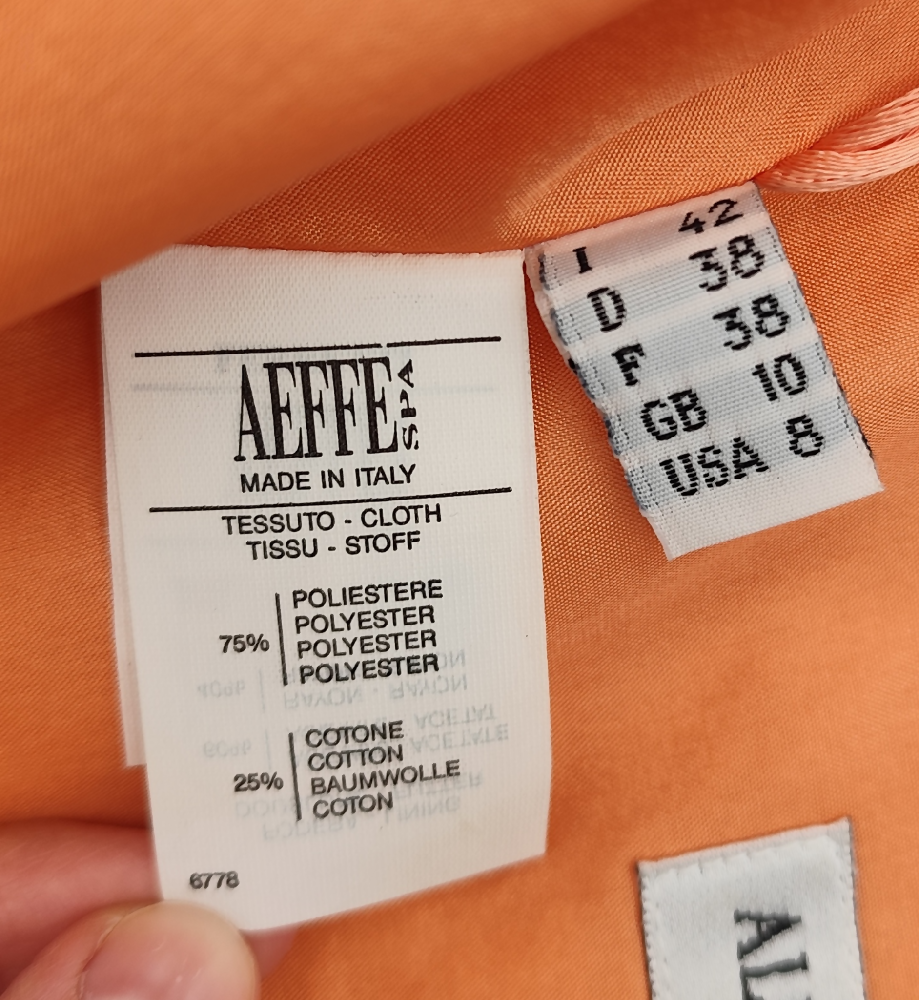 AEFFE SPA
MADE IN ITALY
TESSUTO - CLOTH
TISSU - STOFF
75%
POLIESTERE
POLYESTER
POLYESTER
POLYESTER
25%
COTONE
COTTON
BAUMWOLLE
COTON
6778
I 42
D 38
F 38
GB 10
USA 8
AL